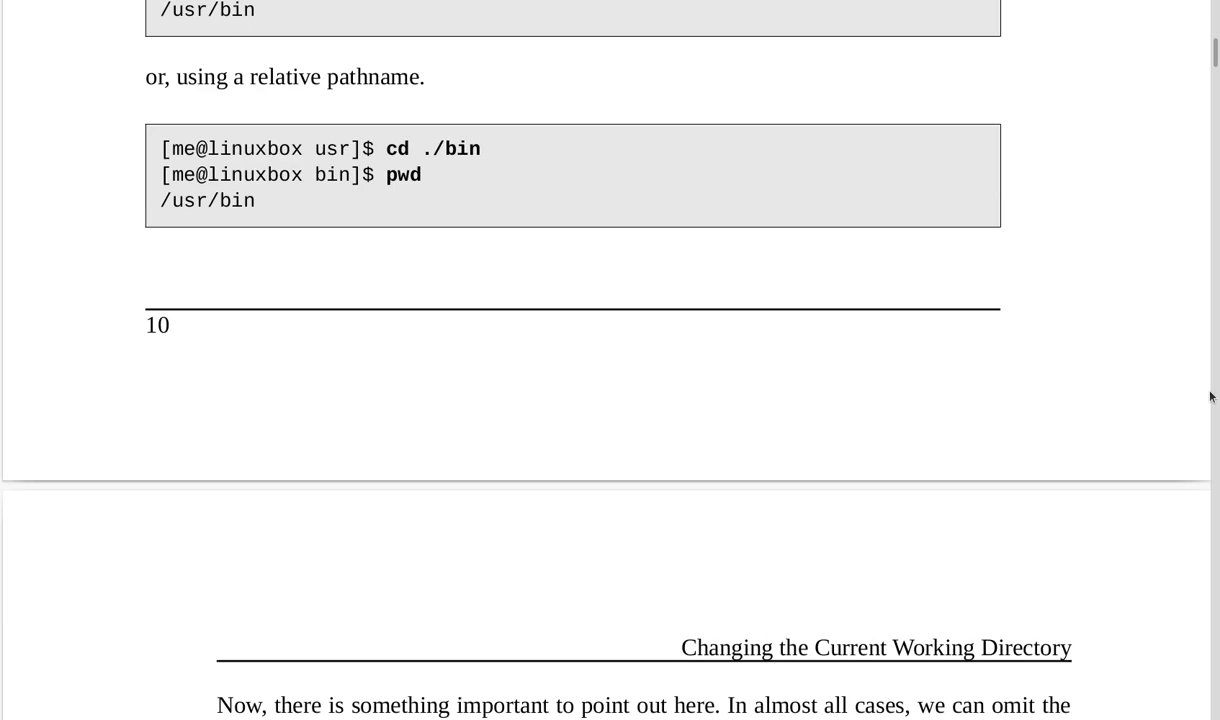 /usr/bin
or, using a relative pathname.
[me@linuxbox usr]$ cd ./bin
[me@linuxbox bin]$ pwd
/usr/bin
10
Changing the Current Working Directory
Now, there is something important to point out here. In almost all cases, we can omit the